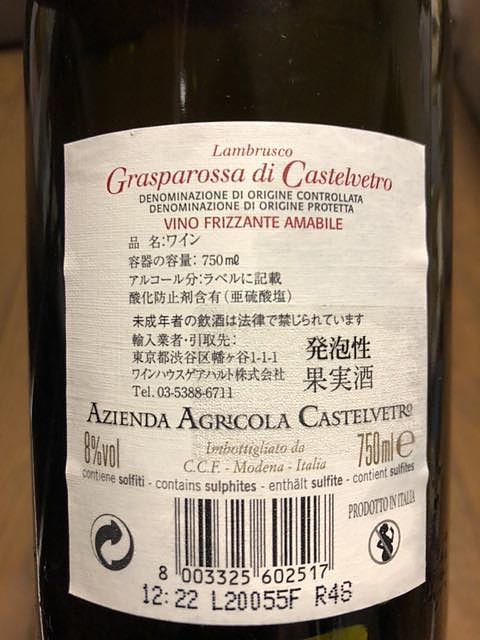 Lambrusco
Grasparossa di Castelvetro
DENOMINAZIONE DI ORIGINE CONTROLLATA
DENOMINAZIONE DI ORIGINE PROTETTA
VINO FRIZZANTE AMABILE
品 名:ワイン
容器の容量: 750㎖
アルコール分:ラベルに記載
酸化防止剤含有(亜硫酸塩)
未成年者の飲酒は法律で禁じられています
輸入業者・引取先:
東京都渋谷区幡ヶ谷1-1-1
ワインハウスゲアハルト株式会社
Tel. 03-5388-6711
発泡性
果実酒
AZIENDA AGRICOLA CASTELVETRO
8%vol
Imbottigliato da
C.C.F. - Modena - Italia
750ml e
contiene solfiti - contains sulphites - enthält sulfite - contient sulfites
PRODOTTO IN ITALIA
8 003325 602517
12:22 L20055F R48